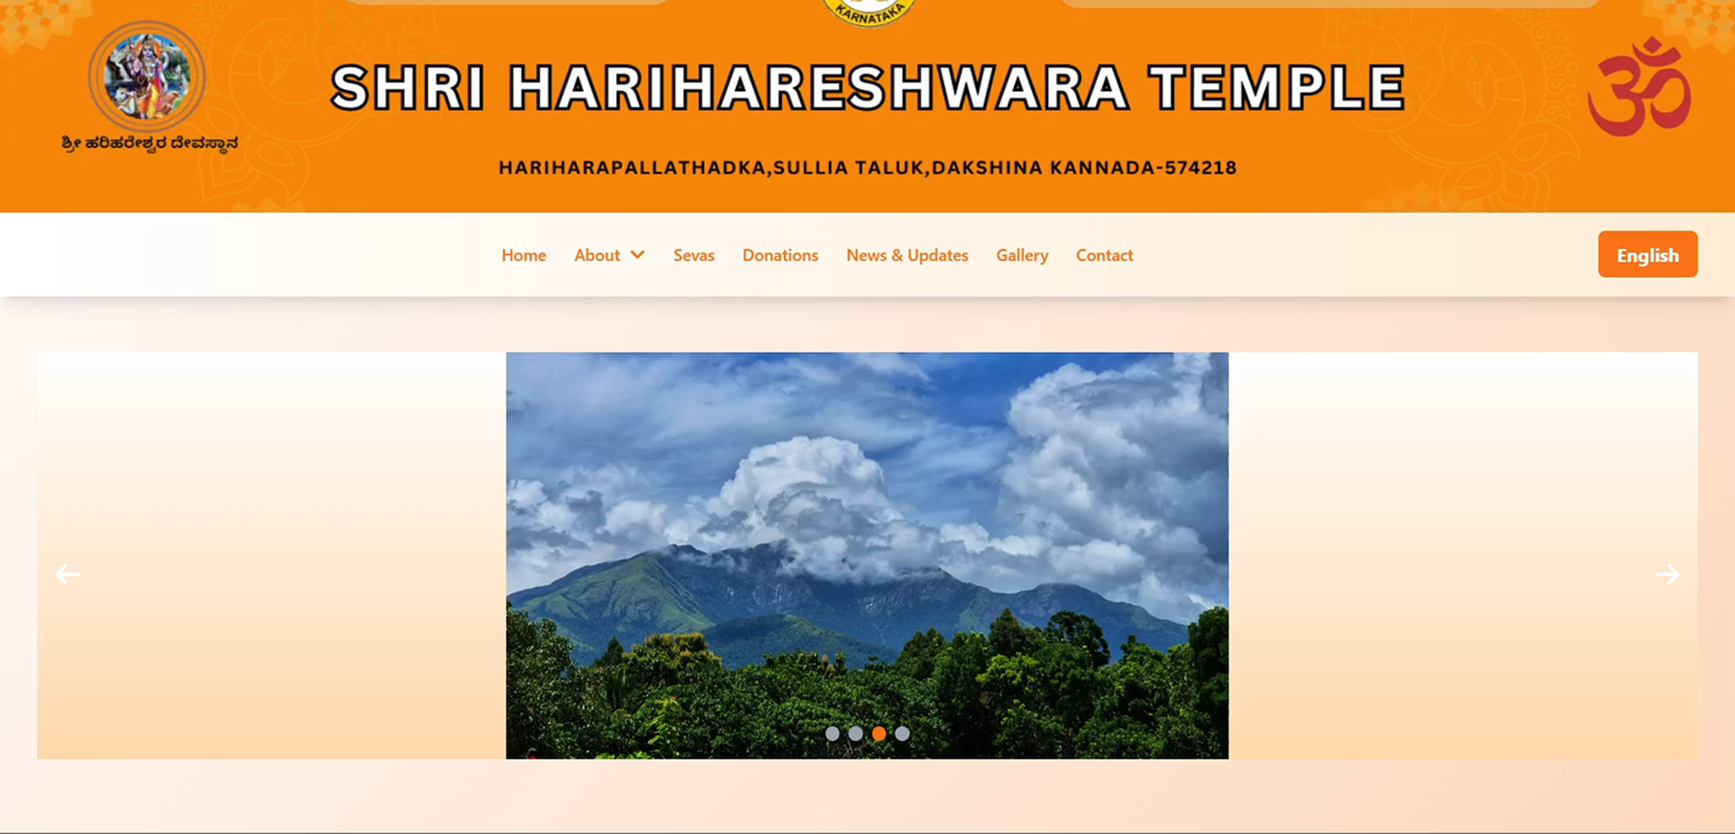 KARNATAKA
SHRI HARIHARESHWARA TEMPLE
ಶ್ರೀ ಹರಿಹರೇಶ್ವರ ದೇವಸ್ಥಾನ
ॐ
HARIHARAPALLATHADKA,SULLIA TALUK,DAKSHINA KANNADA-574218
Home About Sevas Donations News & Updates Gallery Contact
English